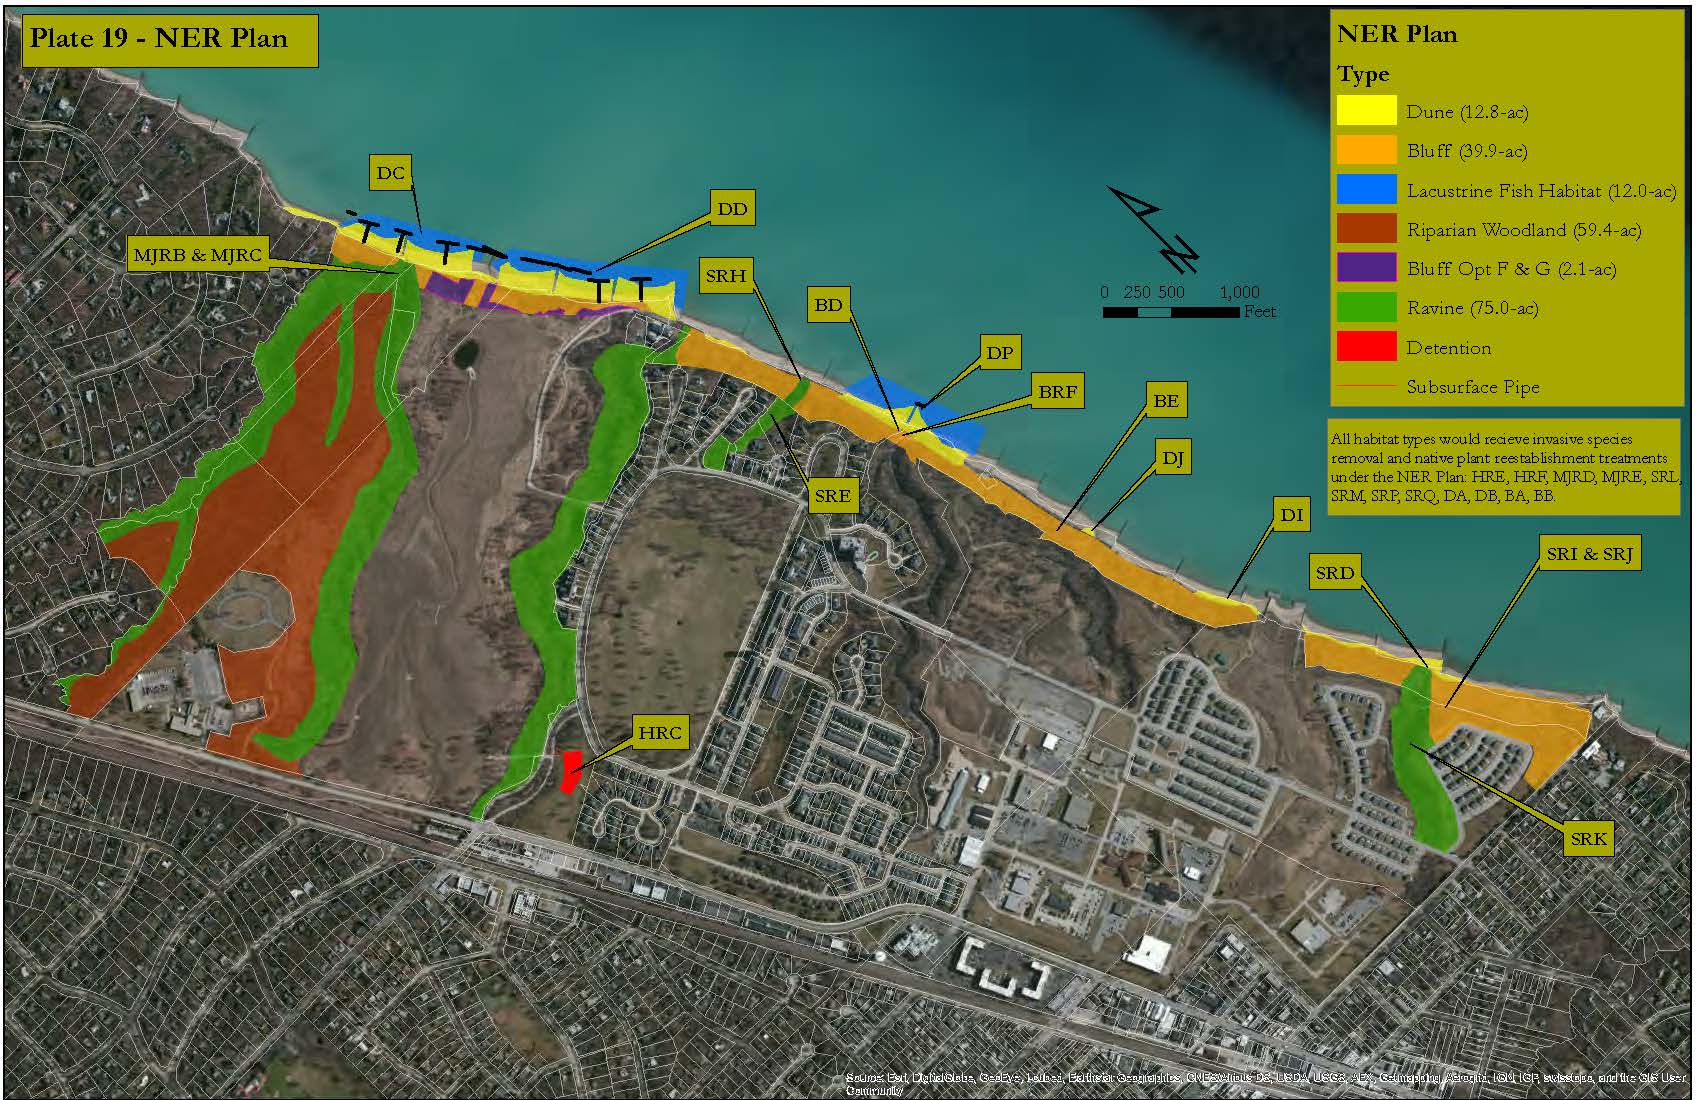 Plate 19 - NER Plan
NER Plan
Type
Dune (12.8-ac)
Bluff (39.9-ac)
Lacustrine Fish Habitat (12.0-ac)
Riparian Woodland (59.4-ac)
Bluff Opt F & G (2.1-ac)
Ravine (75.0-ac)
Detention
Subsurface Pipe
All habitat types would recieve invasive species
removal and native plant reestablishment treatments
under the NER Plan: HRE, HRF, MJRD, MJRE, SRL,
SRM, SRP, SRQ, DA, DB, BA, BB.
DC
DD
MJRB & MJRC
SRH
BD
DP
BRF
BE
DJ
SRE
DI
SRD
SRI & SRJ
HRC
SRK
0 250 500 1,000
Feet
Source: Esri, DigitalGlobe, GeoEye, Earthstar Geographics, CNES/Airbus DS, USDA, USGS, AEX, Getmapping, Aerogrid, IGN, IGP, swisstopo, and the GIS User
Community